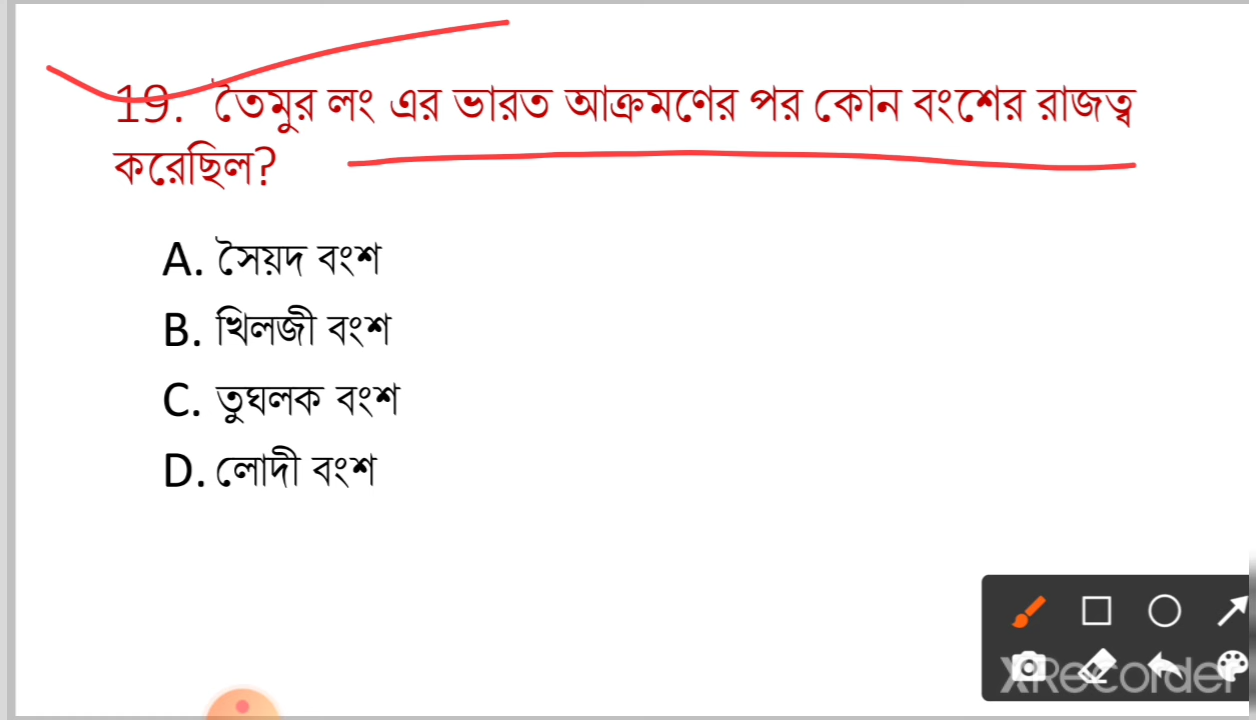 19. তৈমুর লং এর ভারত আক্রমণের পর কোন বংশের রাজত্ব
করেছিল?
A. সৈয়দ বংশ
B. খিলজী বংশ
C. তুঘলক বংশ
D. লোদী বংশ
XRecorder